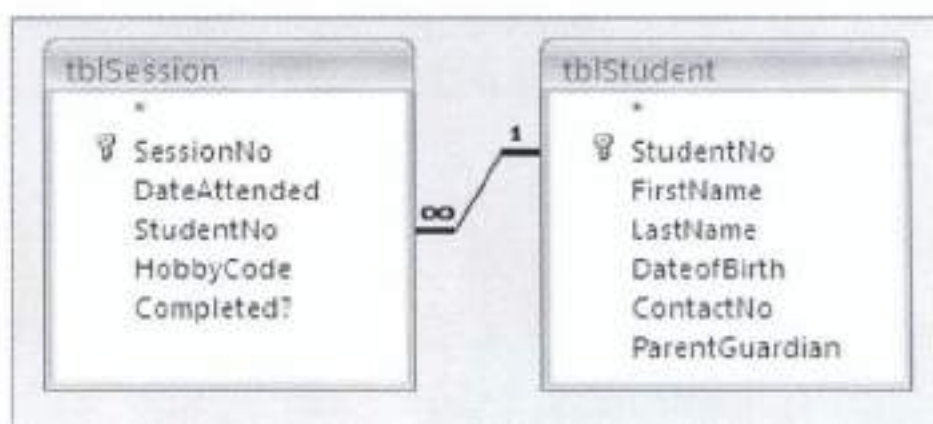 tblSession
*
SessionNo
DateAttended
StudentNo
HobbyCode
Completed?
∞
1
tblStudent
*
StudentNo
FirstName
LastName
DateofBirth
ContactNo
ParentGuardian